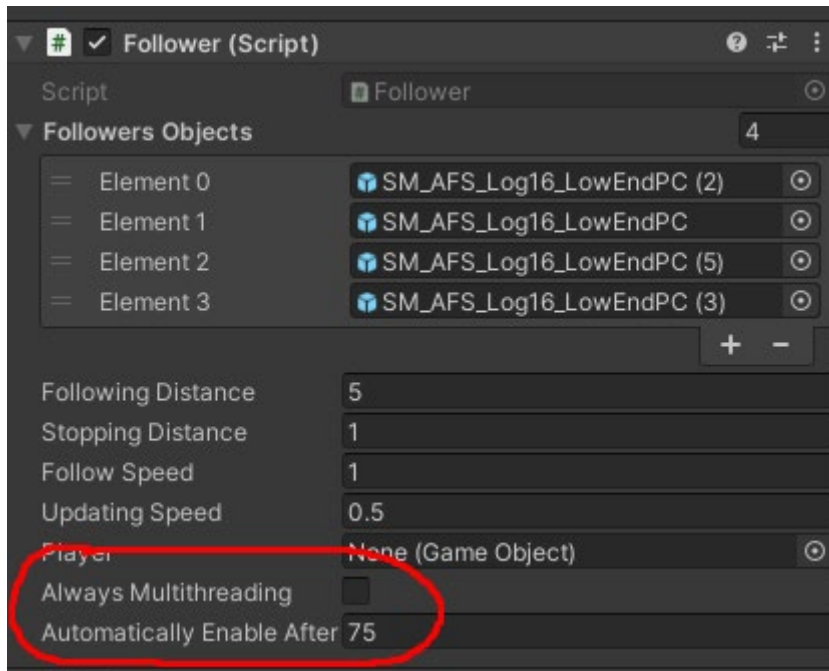 Follower (Script)
Script Follower
Followers Objects 4
Element 0 SM_AFS_Log16_LowEndPC (2)
Element 1 SM_AFS_Log16_LowEndPC
Element 2 SM_AFS_Log16_LowEndPC (5)
Element 3 SM_AFS_Log16_LowEndPC (3)
Following Distance 5
Stopping Distance 1
Follow Speed 1
Updating Speed 0.5
Player None (Game Object)
Always Multithreading
Automatically Enable After 75